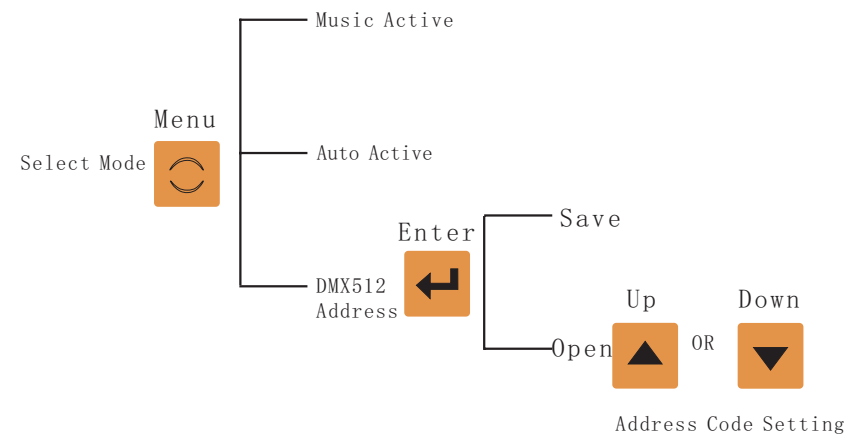 Music Active
Menu
Select Mode
Auto Active
Enter
Save
DMX512
Address
Up
Down
Open
OR
Address Code Setting